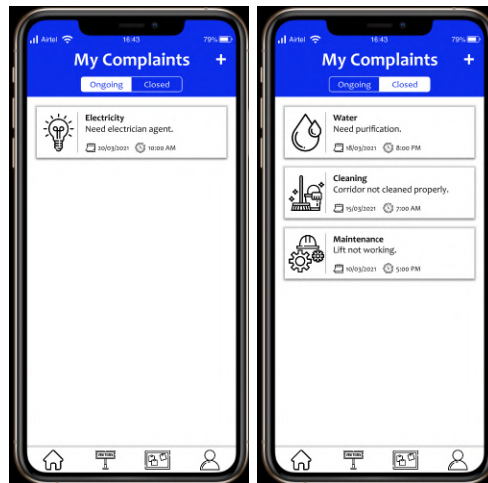 Airtel 16:43 79%
My Complaints +
Ongoing Closed
Electricity
Need electrician agent.
20/03/2021 10:00 AM
Airtel 16:43 79%
My Complaints +
Ongoing Closed
Water
Need purification.
18/03/2021 8:00 PM
Cleaning
Corridor not cleaned properly.
15/03/2021 7:00 AM
Maintenance
Lift not working.
10/03/2021 5:00 PM